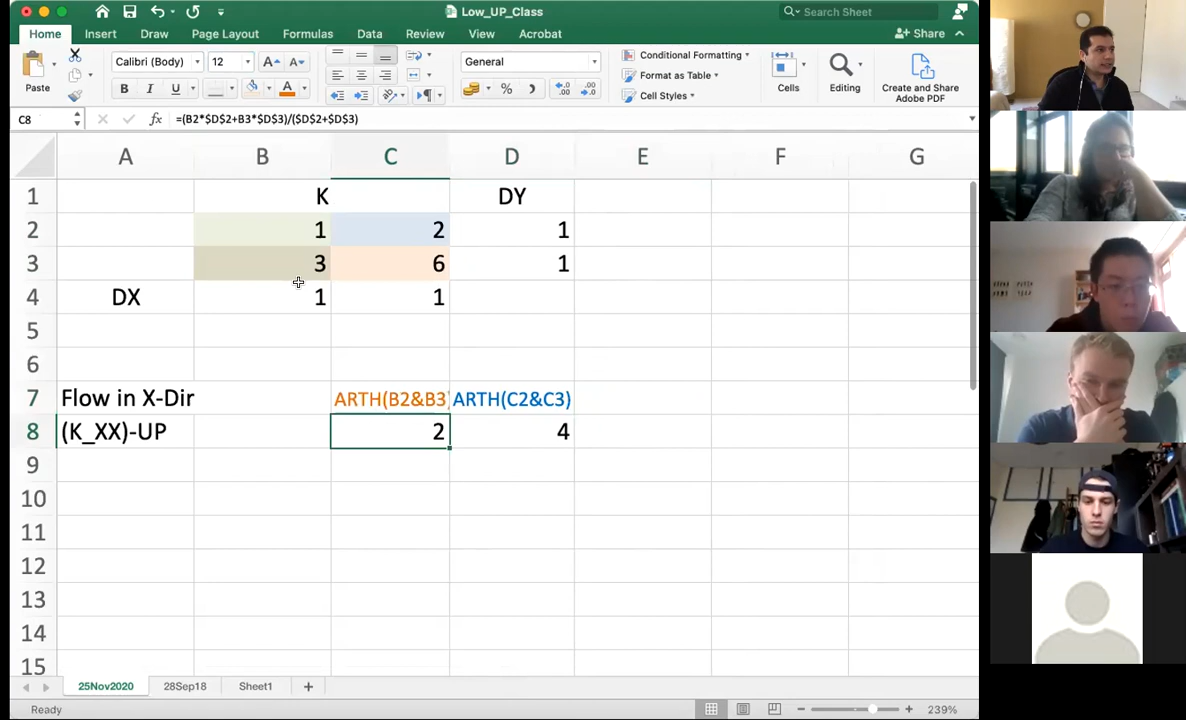 Low_UP_Class
Search Sheet
Home Insert Draw Page Layout Formulas Data Review View Acrobat Share
Paste
Calibri (Body) 12 A A
B I U A
General
%
Conditional Formatting
Format as Table
Cell Styles
Cells
Editing
Create and Share
Adobe PDF
C8 fx =(B2*$D$2+B3*$D$3)/($D$2+$D$3)
A B C D E F G
1 K DY
2 1 2 1
3 3 6 1
4 DX 1 1
5
6
7 Flow in X-Dir ARTH(B2&B3) ARTH(C2&C3)
8 (K_XX)-UP 2 4
9
10
11
12
13
14
15
25Nov2020 28Sep18 Sheet1 +
Ready 239%